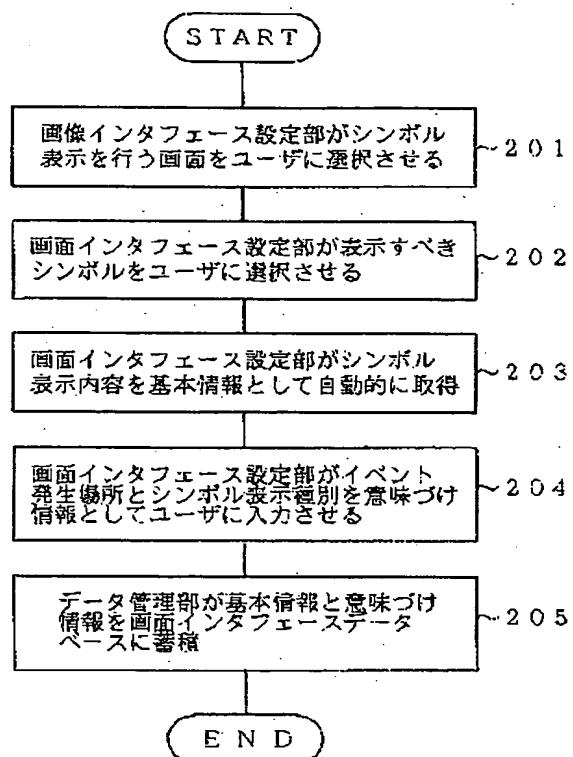 START
画像インタフェース設定部がシンボル
表示を行う画面をユーザに選択させる
~201
画面インタフェース設定部が表示すべき
シンボルをユーザに選択させる
~202
画面インタフェース設定部がシンボル
表示内容を基本情報として自動的に取得
~203
画面インタフェース設定部がイベント
発生場所とシンボル表示種別を意味づけ
情報としてユーザに入力させる
~204
データ管理部が基本情報と意味づけ
情報を画面インタフェースデータ
ベースに蓄積
~205
END